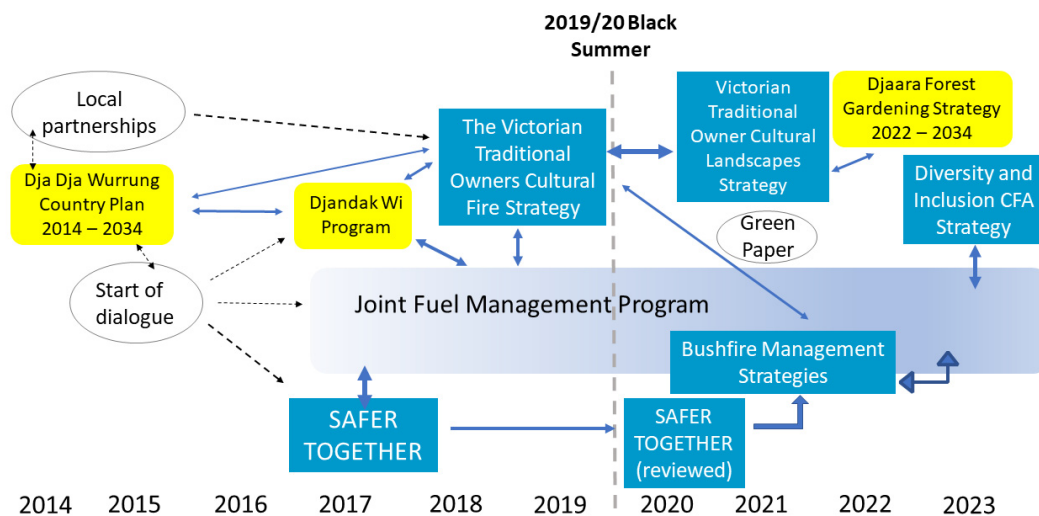 2019/20 Black
Summer
Local
partnerships
Dja Dja Wurrung
Country Plan
2014 – 2034
Start of
dialogue
Djandak Wi
Program
The Victorian
Traditional
Owners Cultural
Fire Strategy
Victorian
Traditional
Owner Cultural
Landscapes
Strategy
Djaara Forest
Gardening Strategy
2022 – 2034
Diversity and
Inclusion CFA
Strategy
Green
Paper
Joint Fuel Management Program
Bushfire Management
Strategies
SAFER
TOGETHER
SAFER
TOGETHER
(reviewed)
2014 2015 2016 2017 2018 2019 2020 2021 2022 2023